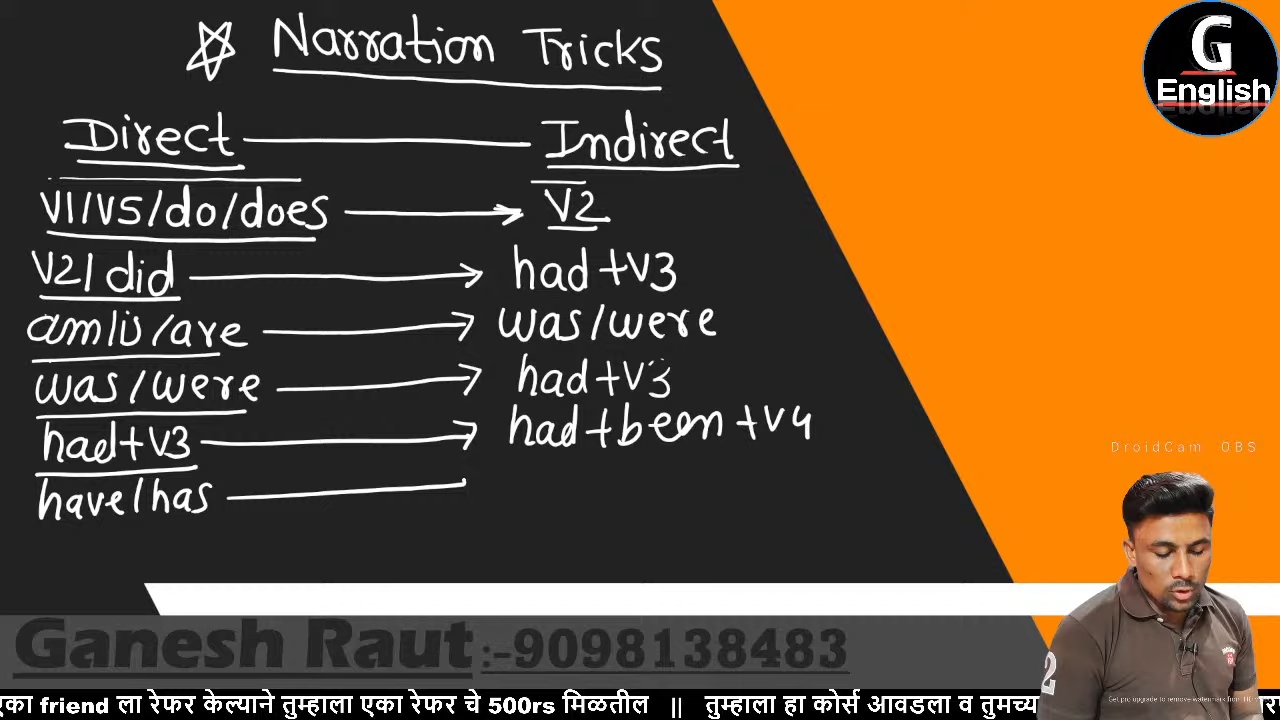 Narration Tricks
Direct Indirect
V1/V5/do/does → V2
V2/did → had+V3
am/is/are → was/were
was/were → had+V3
had+V3 → had+been+V4
have/has
G
English
DroidCam OBS
Ganesh Raut:-9098138483
2
एका friend ला रेफर केल्याने तुम्हाला एका रेफर चे 500rs मिळतील || तुम्हाला हा कोर्स आवडला व तुमच्य